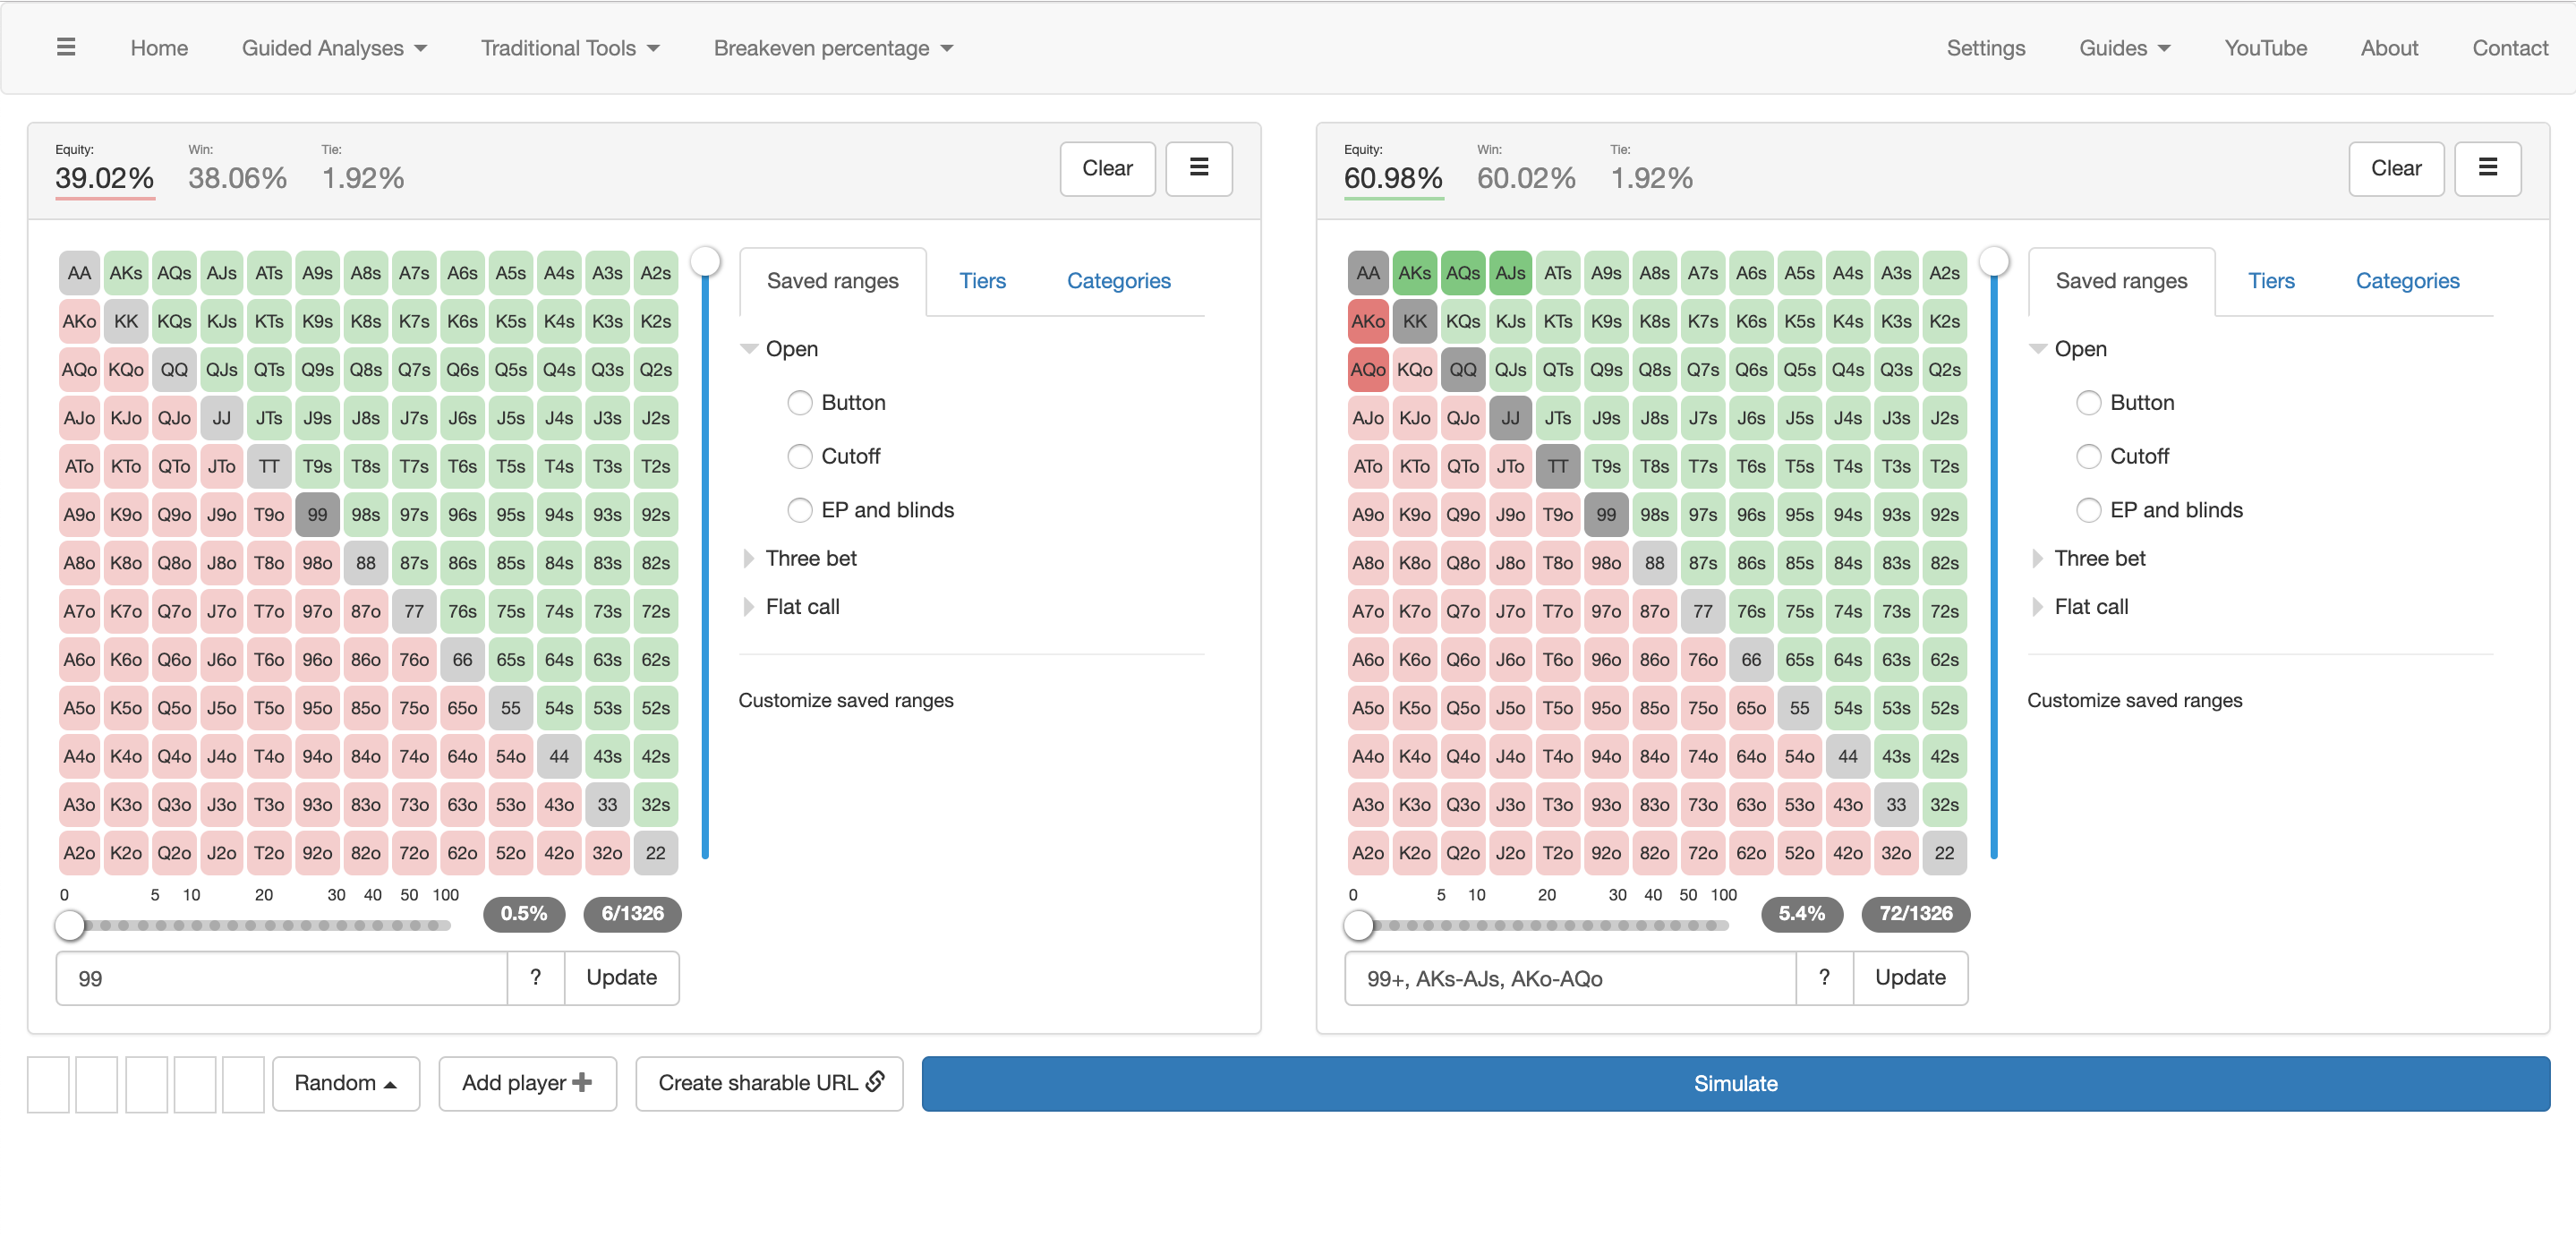 ☰ Home Guided Analyses Traditional Tools Breakeven percentage Settings Guides YouTube About Contact
Equity: Win: Tie:
39.02% 38.06% 1.92% Clear
AA AKs AQs AJs ATs A9s A8s A7s A6s A5s A4s A3s A2s
AKo KK KQs KJs KTs K9s K8s K7s K6s K5s K4s K3s K2s
AQo KQo QQ QJs QTs Q9s Q8s Q7s Q6s Q5s Q4s Q3s Q2s
AJo KJo QJo JJ JTs J9s J8s J7s J6s J5s J4s J3s J2s
ATo KTo QTo JTo TT T9s T8s T7s T6s T5s T4s T3s T2s
A9o K9o Q9o J9o T9o 99 98s 97s 96s 95s 94s 93s 92s
A8o K8o Q8o J8o T8o 98o 88 87s 86s 85s 84s 83s 82s
A7o K7o Q7o J7o T7o 97o 87o 77 76s 75s 74s 73s 72s
A6o K6o Q6o J6o T6o 96o 86o 76o 66 65s 64s 63s 62s
A5o K5o Q5o J5o T5o 95o 85o 75o 65o 55 54s 53s 52s
A4o K4o Q4o J4o T4o 94o 84o 74o 64o 54o 44 43s 42s
A3o K3o Q3o J3o T3o 93o 83o 73o 63o 53o 43o 33 32s
A2o K2o Q2o J2o T2o 92o 82o 72o 62o 52o 42o 32o 22
0 5 10 20 30 40 50 100
0.5% 6/1326
99 ? Update
Saved ranges Tiers Categories
Open
Button
Cutoff
EP and blinds
Three bet
Flat call
Customize saved ranges
Equity: Win: Tie:
60.98% 60.02% 1.92% Clear
AA AKs AQs AJs ATs A9s A8s A7s A6s A5s A4s A3s A2s
AKo KK KQs KJs KTs K9s K8s K7s K6s K5s K4s K3s K2s
AQo KQo QQ QJs QTs Q9s Q8s Q7s Q6s Q5s Q4s Q3s Q2s
AJo KJo QJo JJ JTs J9s J8s J7s J6s J5s J4s J3s J2s
ATo KTo QTo JTo TT T9s T8s T7s T6s T5s T4s T3s T2s
A9o K9o Q9o J9o T9o 99 98s 97s 96s 95s 94s 93s 92s
A8o K8o Q8o J8o T8o 98o 88 87s 86s 85s 84s 83s 82s
A7o K7o Q7o J7o T7o 97o 87o 77 76s 75s 74s 73s 72s
A6o K6o Q6o J6o T6o 96o 86o 76o 66 65s 64s 63s 62s
A5o K5o Q5o J5o T5o 95o 85o 75o 65o 55 54s 53s 52s
A4o K4o Q4o J4o T4o 94o 84o 74o 64o 54o 44 43s 42s
A3o K3o Q3o J3o T3o 93o 83o 73o 63o 53o 43o 33 32s
A2o K2o Q2o J2o T2o 92o 82o 72o 62o 52o 42o 32o 22
0 5 10 20 30 40 50 100
5.4% 72/1326
99+, AKs-AJs, AKo-AQo ? Update
Saved ranges Tiers Categories
Open
Button
Cutoff
EP and blinds
Three bet
Flat call
Customize saved ranges
Random Add player Create sharable URL Simulate